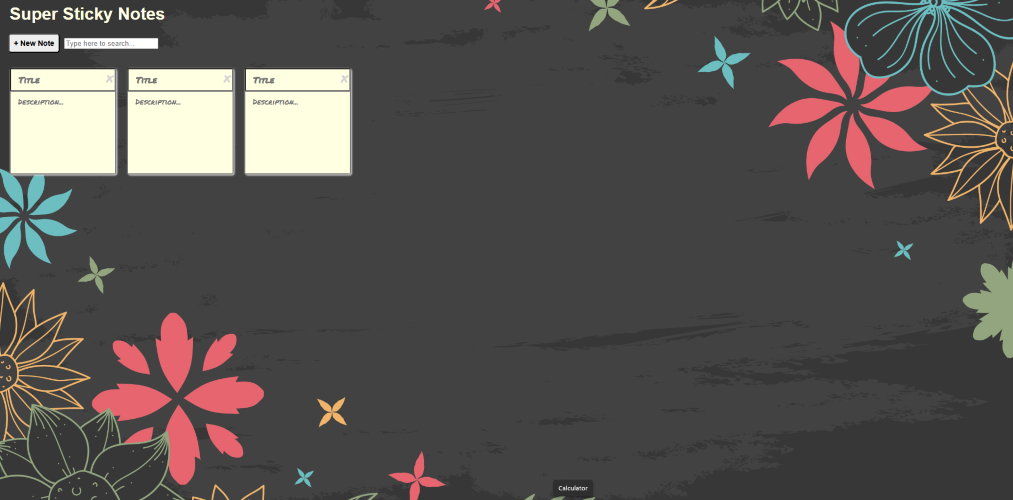 Super Sticky Notes
+ New Note
Type here to search...
Title
Title
Title
Description...
Description...
Description...
Calculator